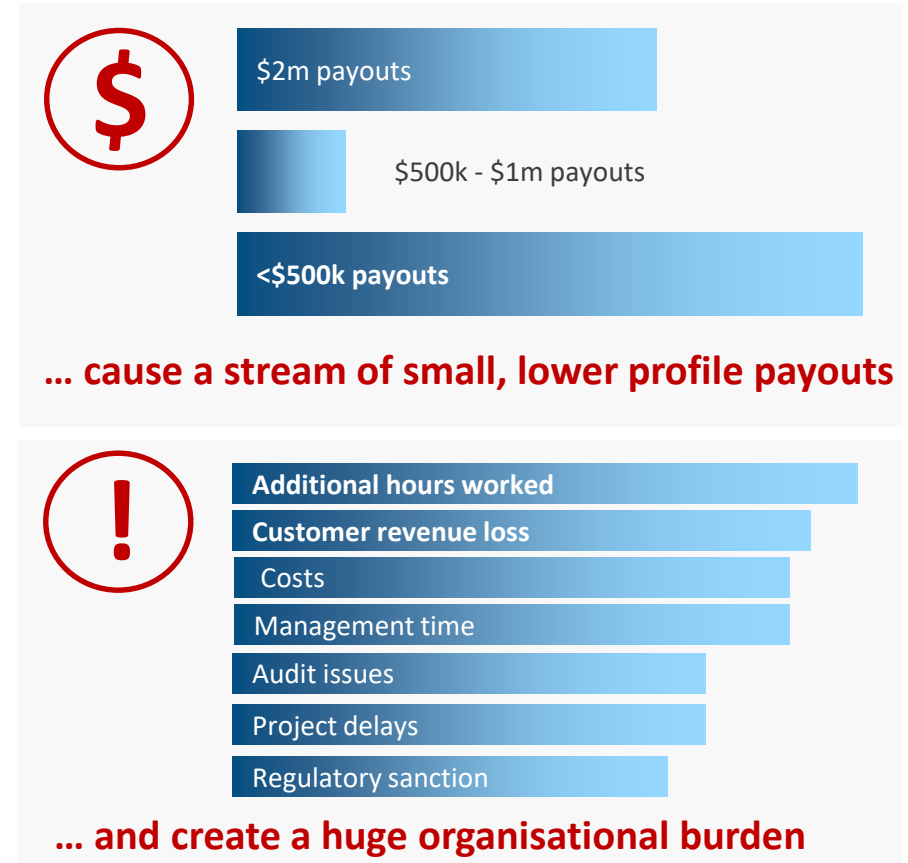 $
$2m payouts
$500k - $1m payouts
<$500k payouts
... cause a stream of small, lower profile payouts
!
Additional hours worked
Customer revenue loss
Costs
Management time
Audit issues
Project delays
Regulatory sanction
... and create a huge organisational burden